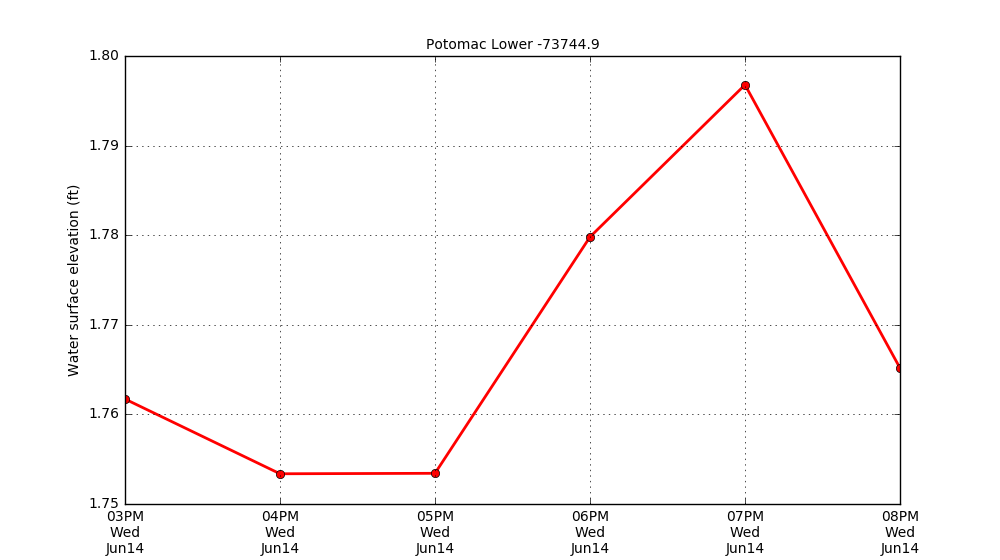 Potomac Lower -73744.9
Water surface elevation (ft)
1.80
1.79
1.78
1.77
1.76
1.75
03PM 04PM 05PM 06PM 07PM 08PM
Wed Wed Wed Wed Wed Wed
Jun14 Jun14 Jun14 Jun14 Jun14 Jun14